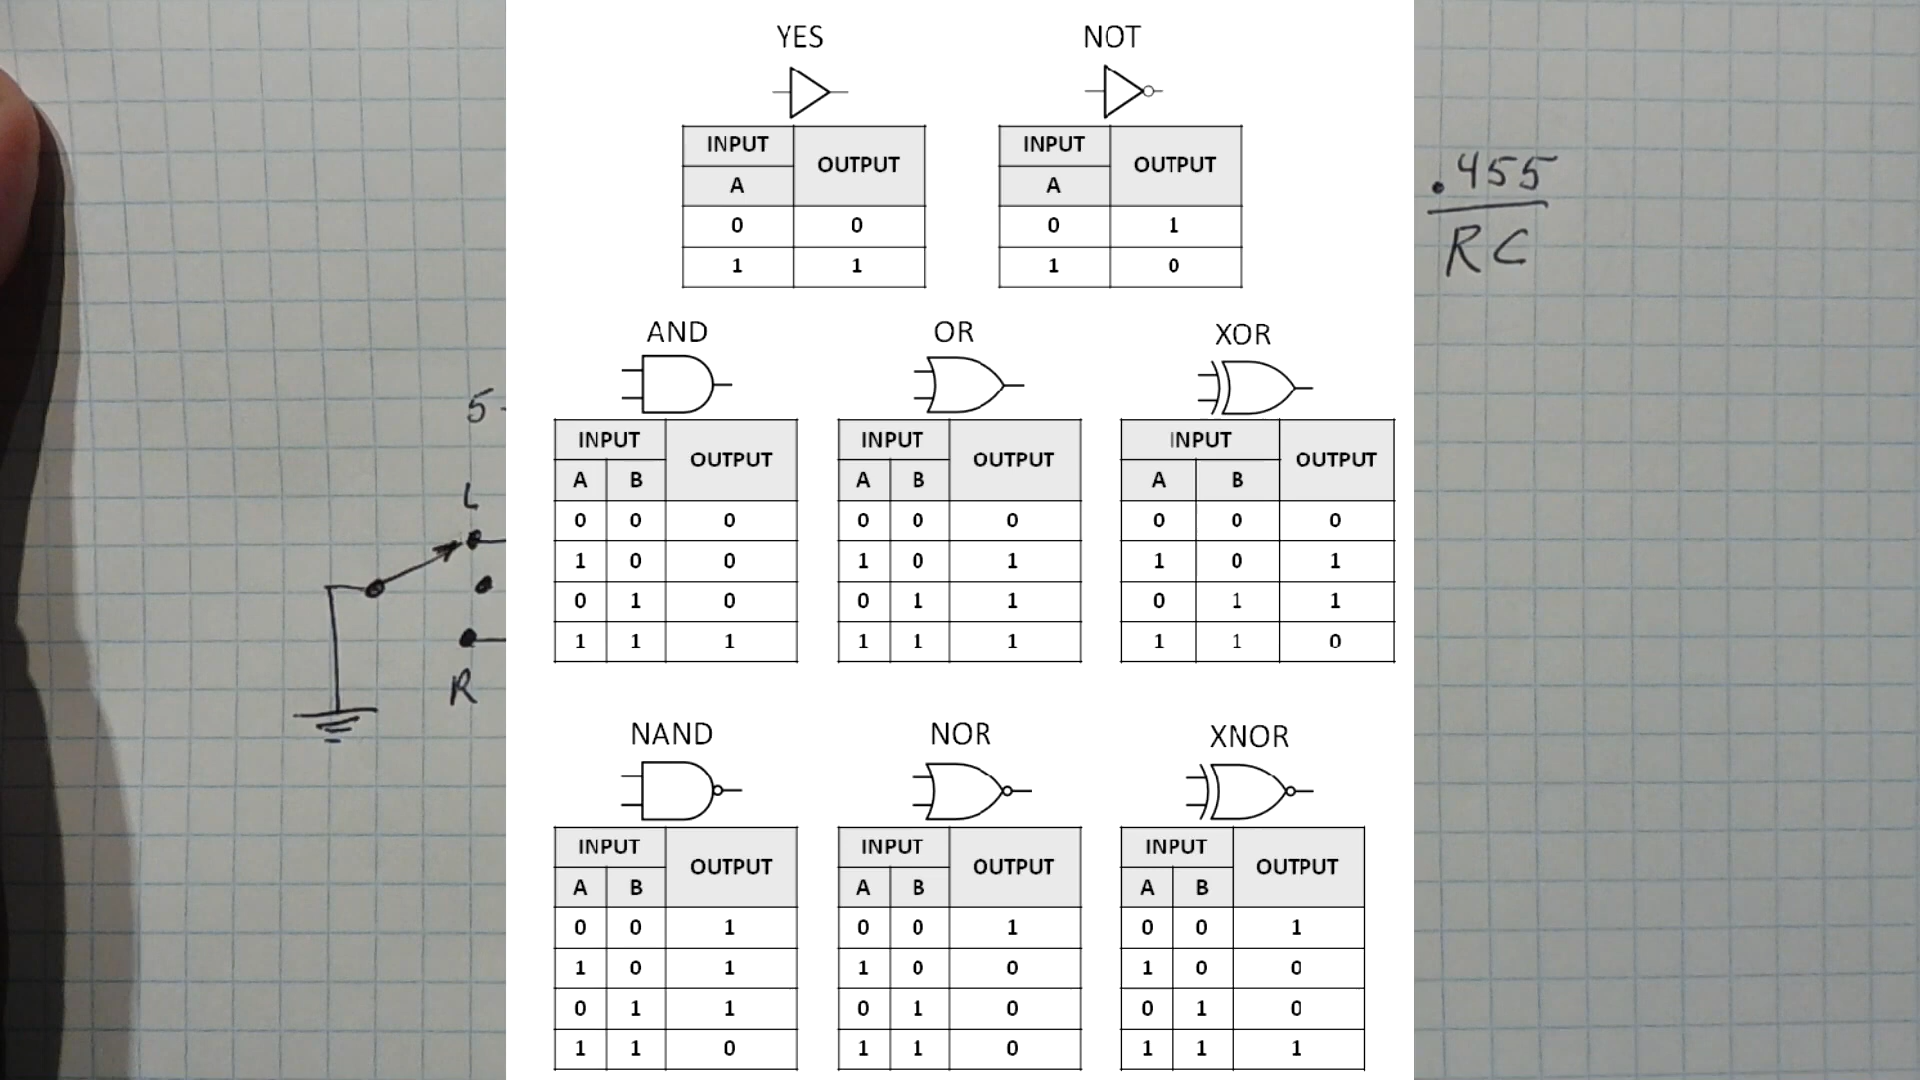 YES NOT
INPUT OUTPUT INPUT OUTPUT
A A
0 0 0 1
1 1 1 0
.455
RC
AND OR XOR
INPUT OUTPUT INPUT OUTPUT INPUT OUTPUT
A B A B A B
0 0 0 0 0 0 0 0 0
1 0 0 1 0 1 1 0 1
0 1 0 0 1 1 0 1 1
1 1 1 1 1 1 1 1 0
5
L
R
NAND NOR XNOR
INPUT OUTPUT INPUT OUTPUT INPUT OUTPUT
A B A B A B
0 0 1 0 0 1 0 0 1
1 0 1 1 0 0 1 0 0
0 1 1 0 1 0 0 1 0
1 1 0 1 1 0 1 1 1